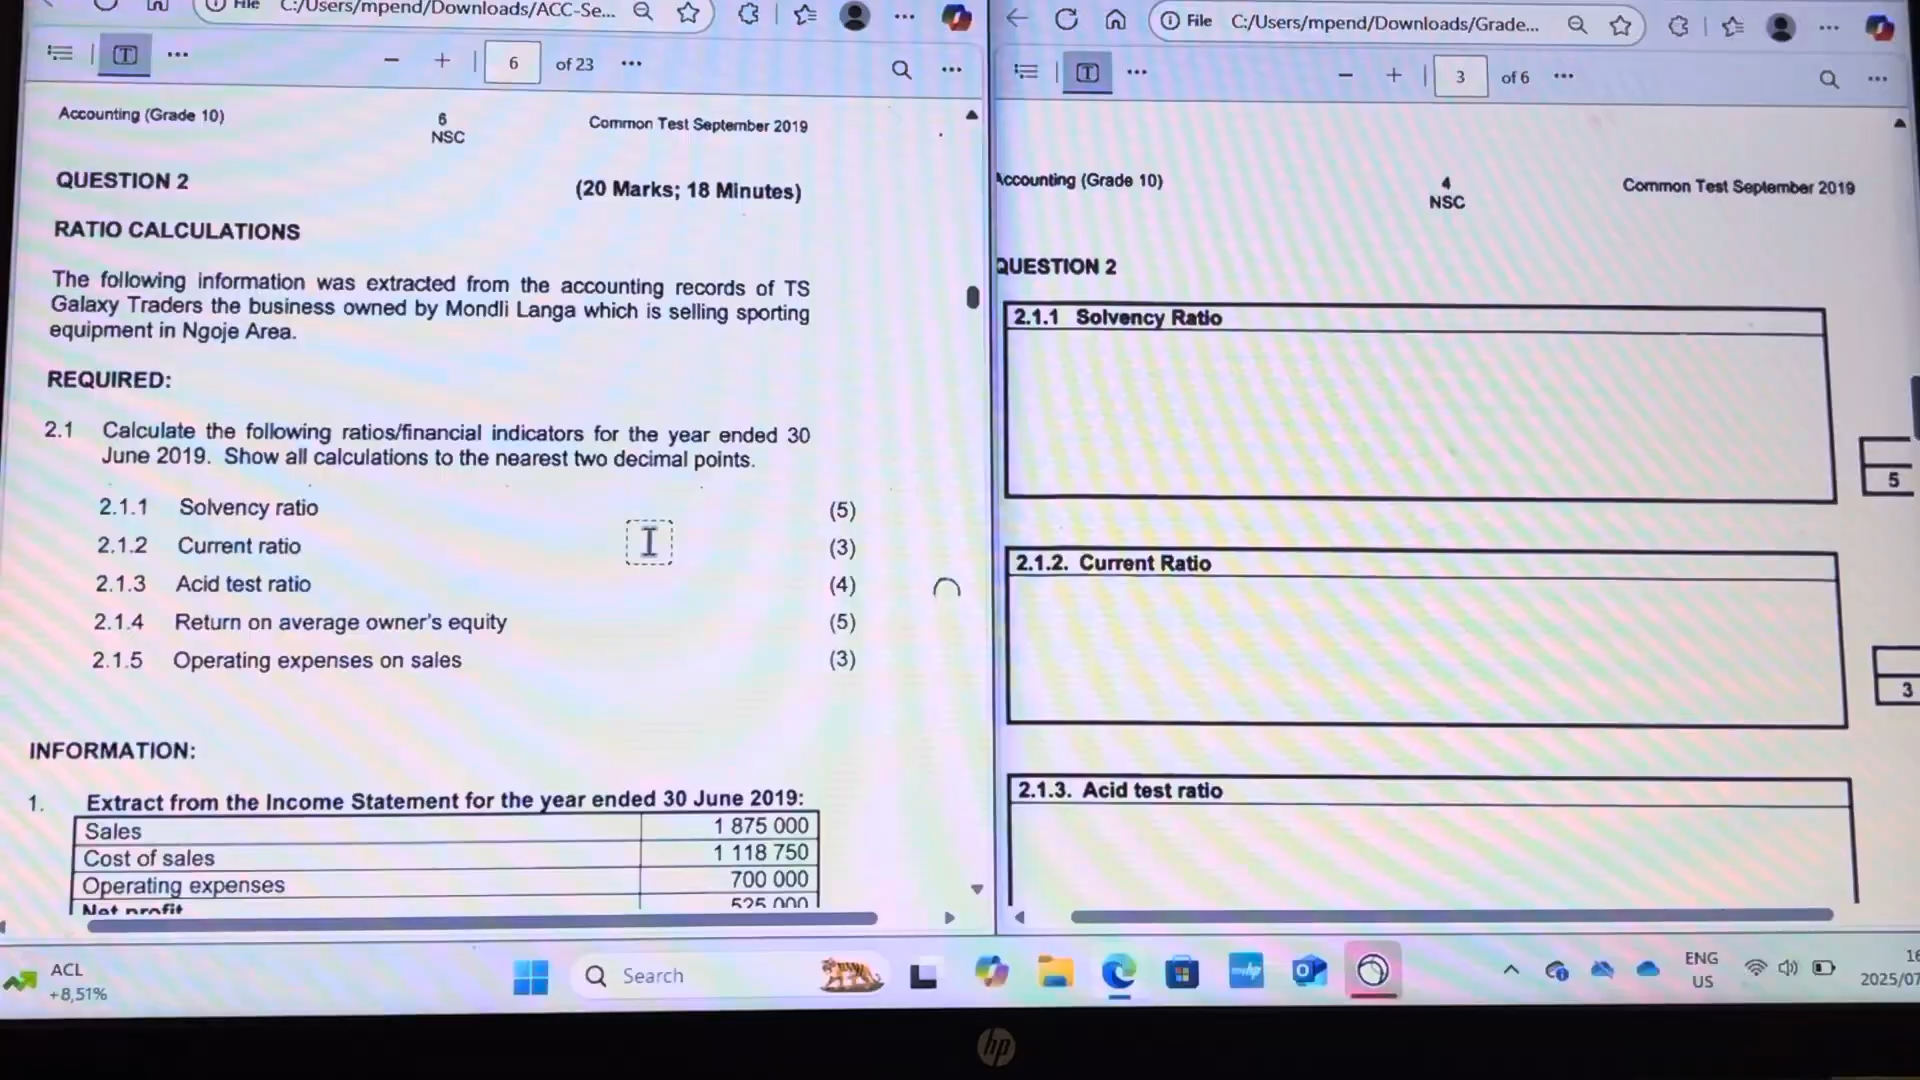 File C:/Users/mpend/Downloads/ACC-Se...
6 of 23
Accounting (Grade 10)
6
NSC
Common Test September 2019
QUESTION 2
(20 Marks; 18 Minutes)
RATIO CALCULATIONS
The following information was extracted from the accounting records of TS
Galaxy Traders the business owned by Mondli Langa which is selling sporting
equipment in Ngoje Area.
REQUIRED:
2.1 Calculate the following ratios/financial indicators for the year ended 30
June 2019. Show all calculations to the nearest two decimal points.
2.1.1 Solvency ratio (5)
2.1.2 Current ratio (3)
2.1.3 Acid test ratio (4)
2.1.4 Return on average owner's equity (5)
2.1.5 Operating expenses on sales (3)
INFORMATION:
1. Extract from the Income Statement for the year ended 30 June 2019:
Sales 1 875 000
Cost of sales 1 118 750
Operating expenses 700 000
Net profit 525 000
File C:/Users/mpend/Downloads/Grade...
3 of 6
Accounting (Grade 10)
4
NSC
Common Test September 2019
QUESTION 2
2.1.1 Solvency Ratio
5
2.1.2. Current Ratio
3
2.1.3. Acid test ratio
ACL
+8,51%
Search
ENG
US
16
2025/07
hp